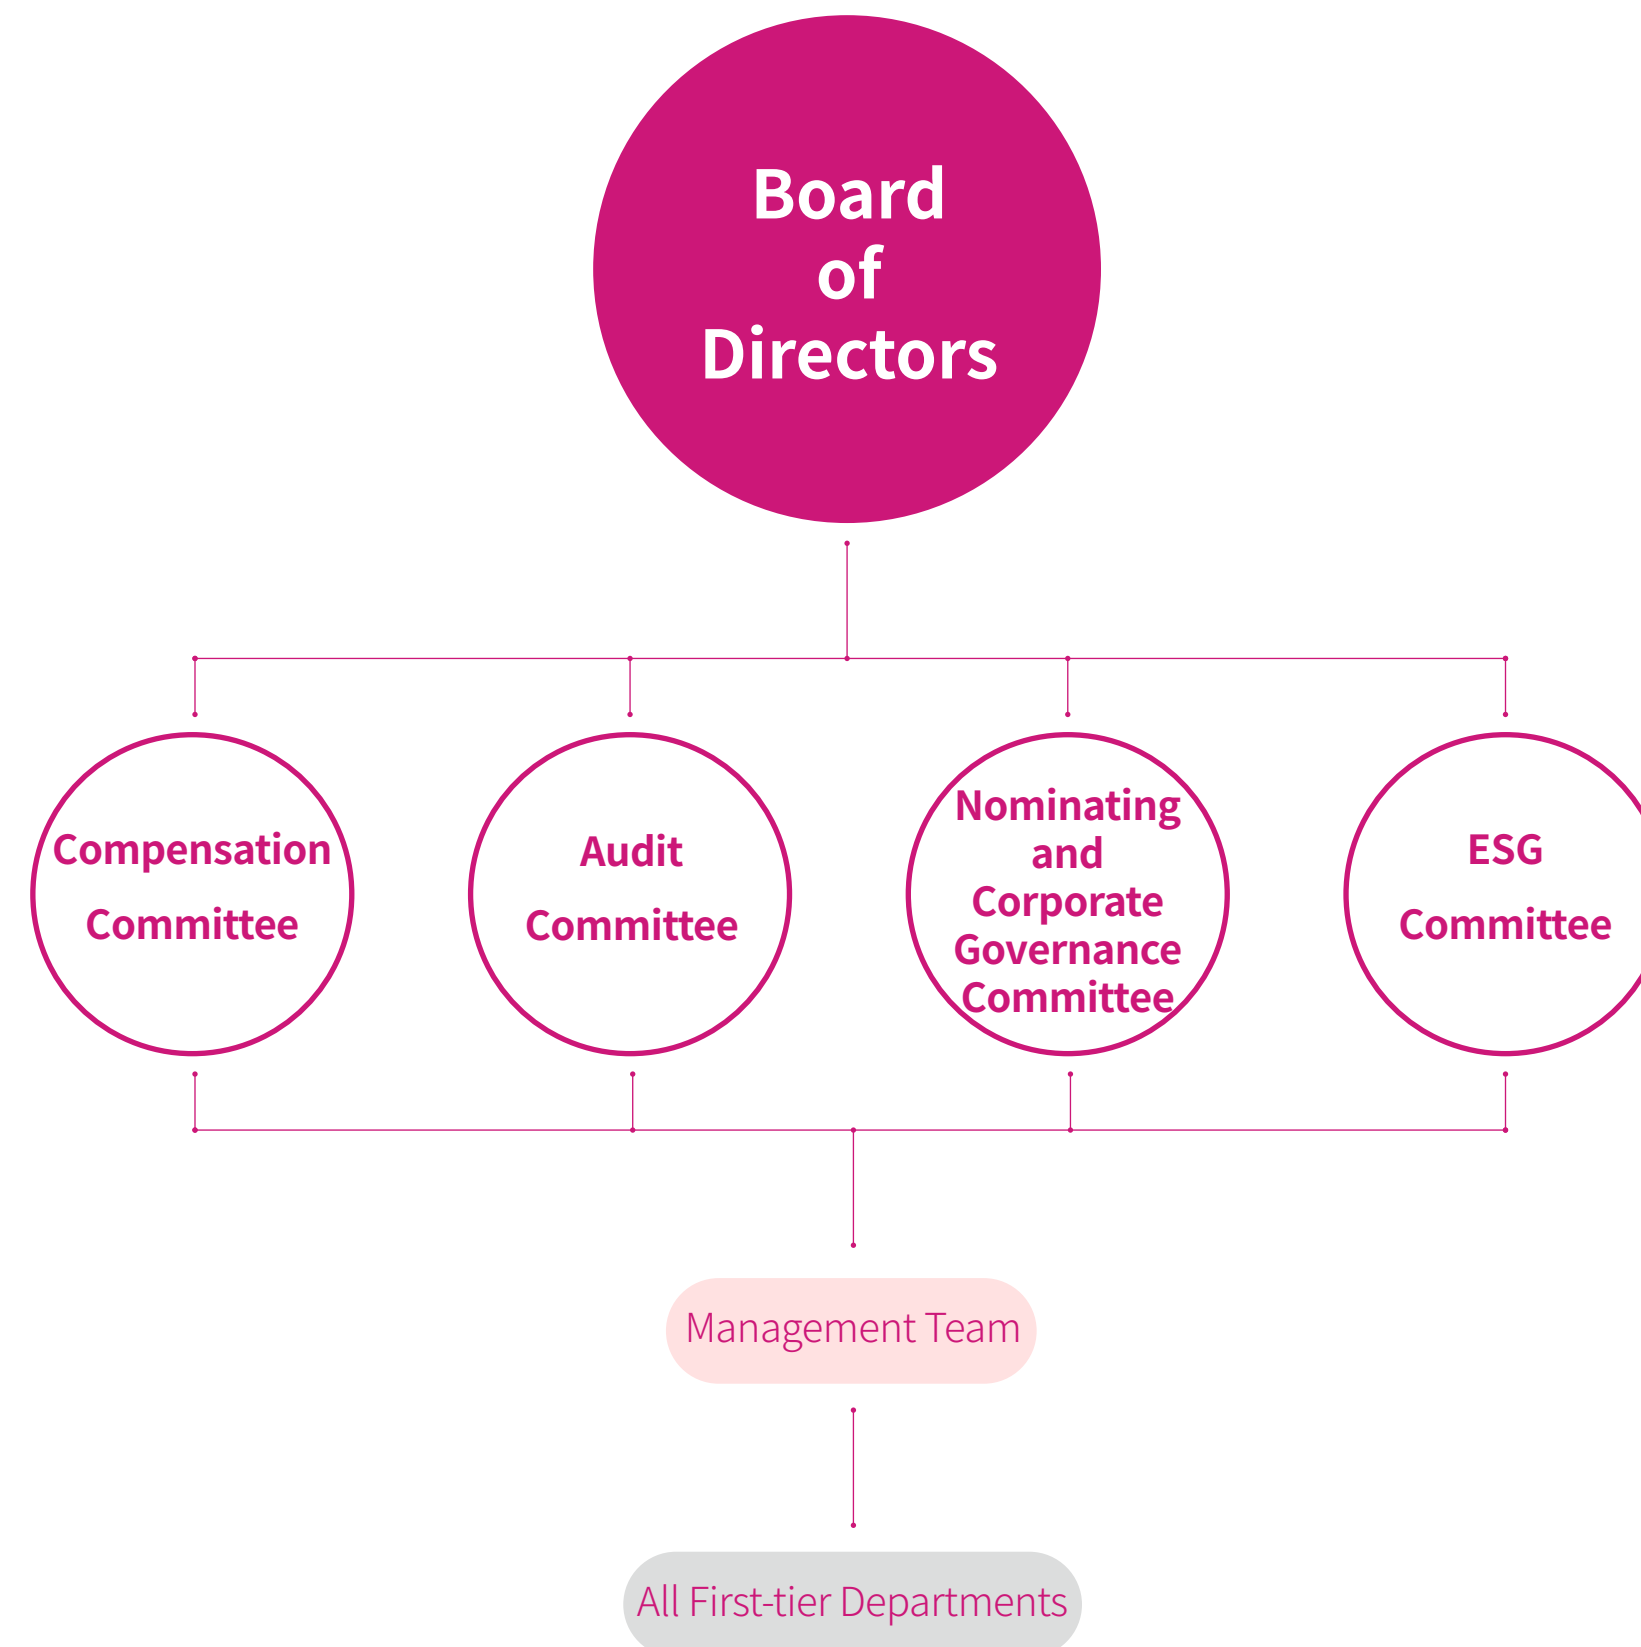 Board
of
Directors
Compensation
Committee
Audit
Committee
Nominating
and
Corporate
Governance
Committee
ESG
Committee
Management Team
All First-tier Departments